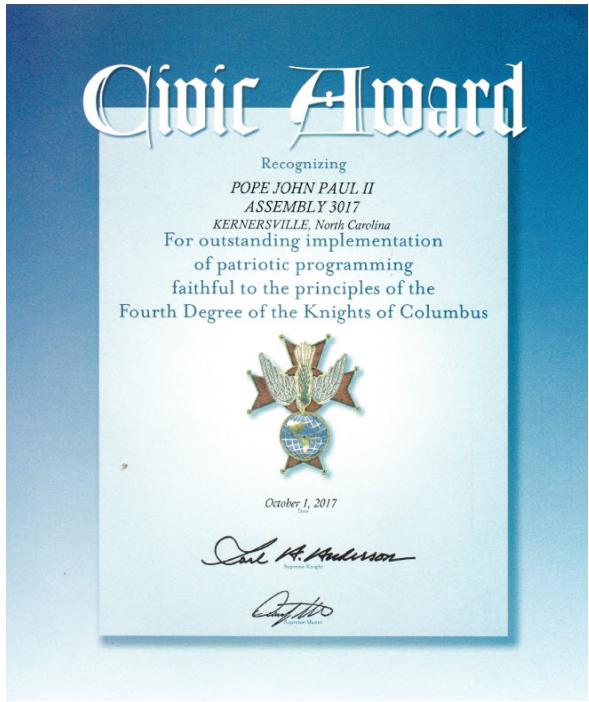 Civic Award
Recognizing
POPE JOHN PAUL II
ASSEMBLY 3017
KERNERSVILLE, North Carolina
For outstanding implementation
of patriotic programming
faithful to the principles of the
Fourth Degree of the Knights of Columbus
October 1, 2017
Date
Carl A. Anderson
Supreme Knight
Supreme Master